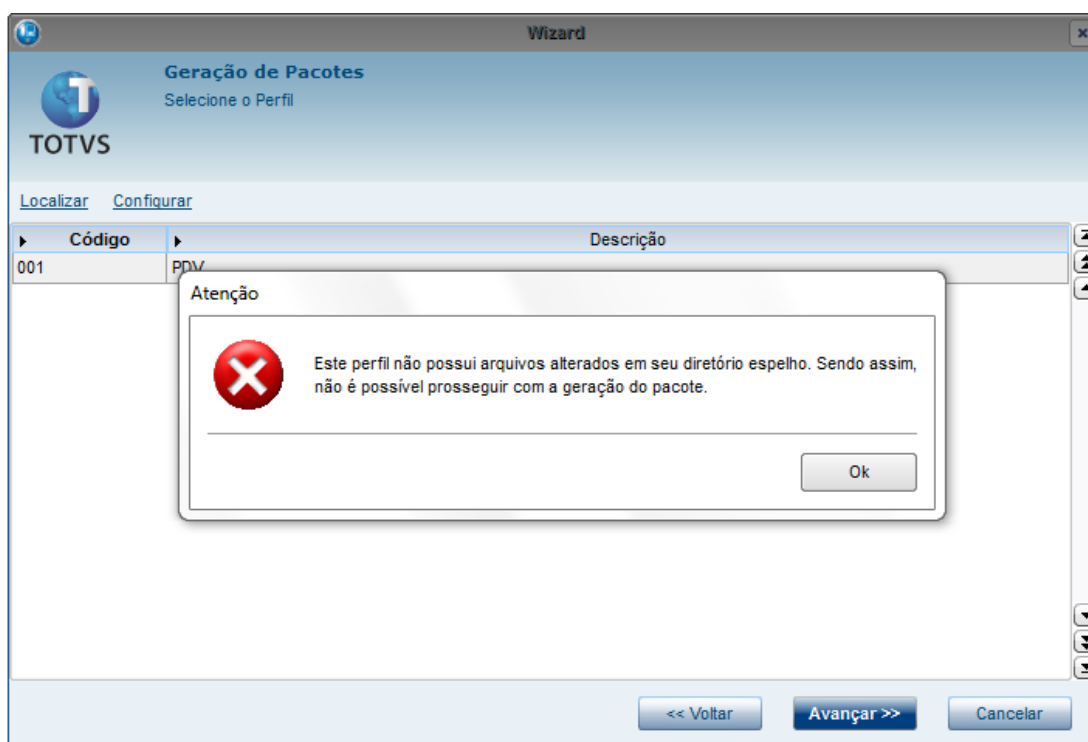 Wizard
Geração de Pacotes
Selecione o Perfil
TOTVS
Localizar Configurar
Código Descrição
001 PDV
Atenção
Este perfil não possui arquivos alterados em seu diretório espelho. Sendo assim,
não é possível prosseguir com a geração do pacote.
Ok
<< Voltar Avançar >> Cancelar